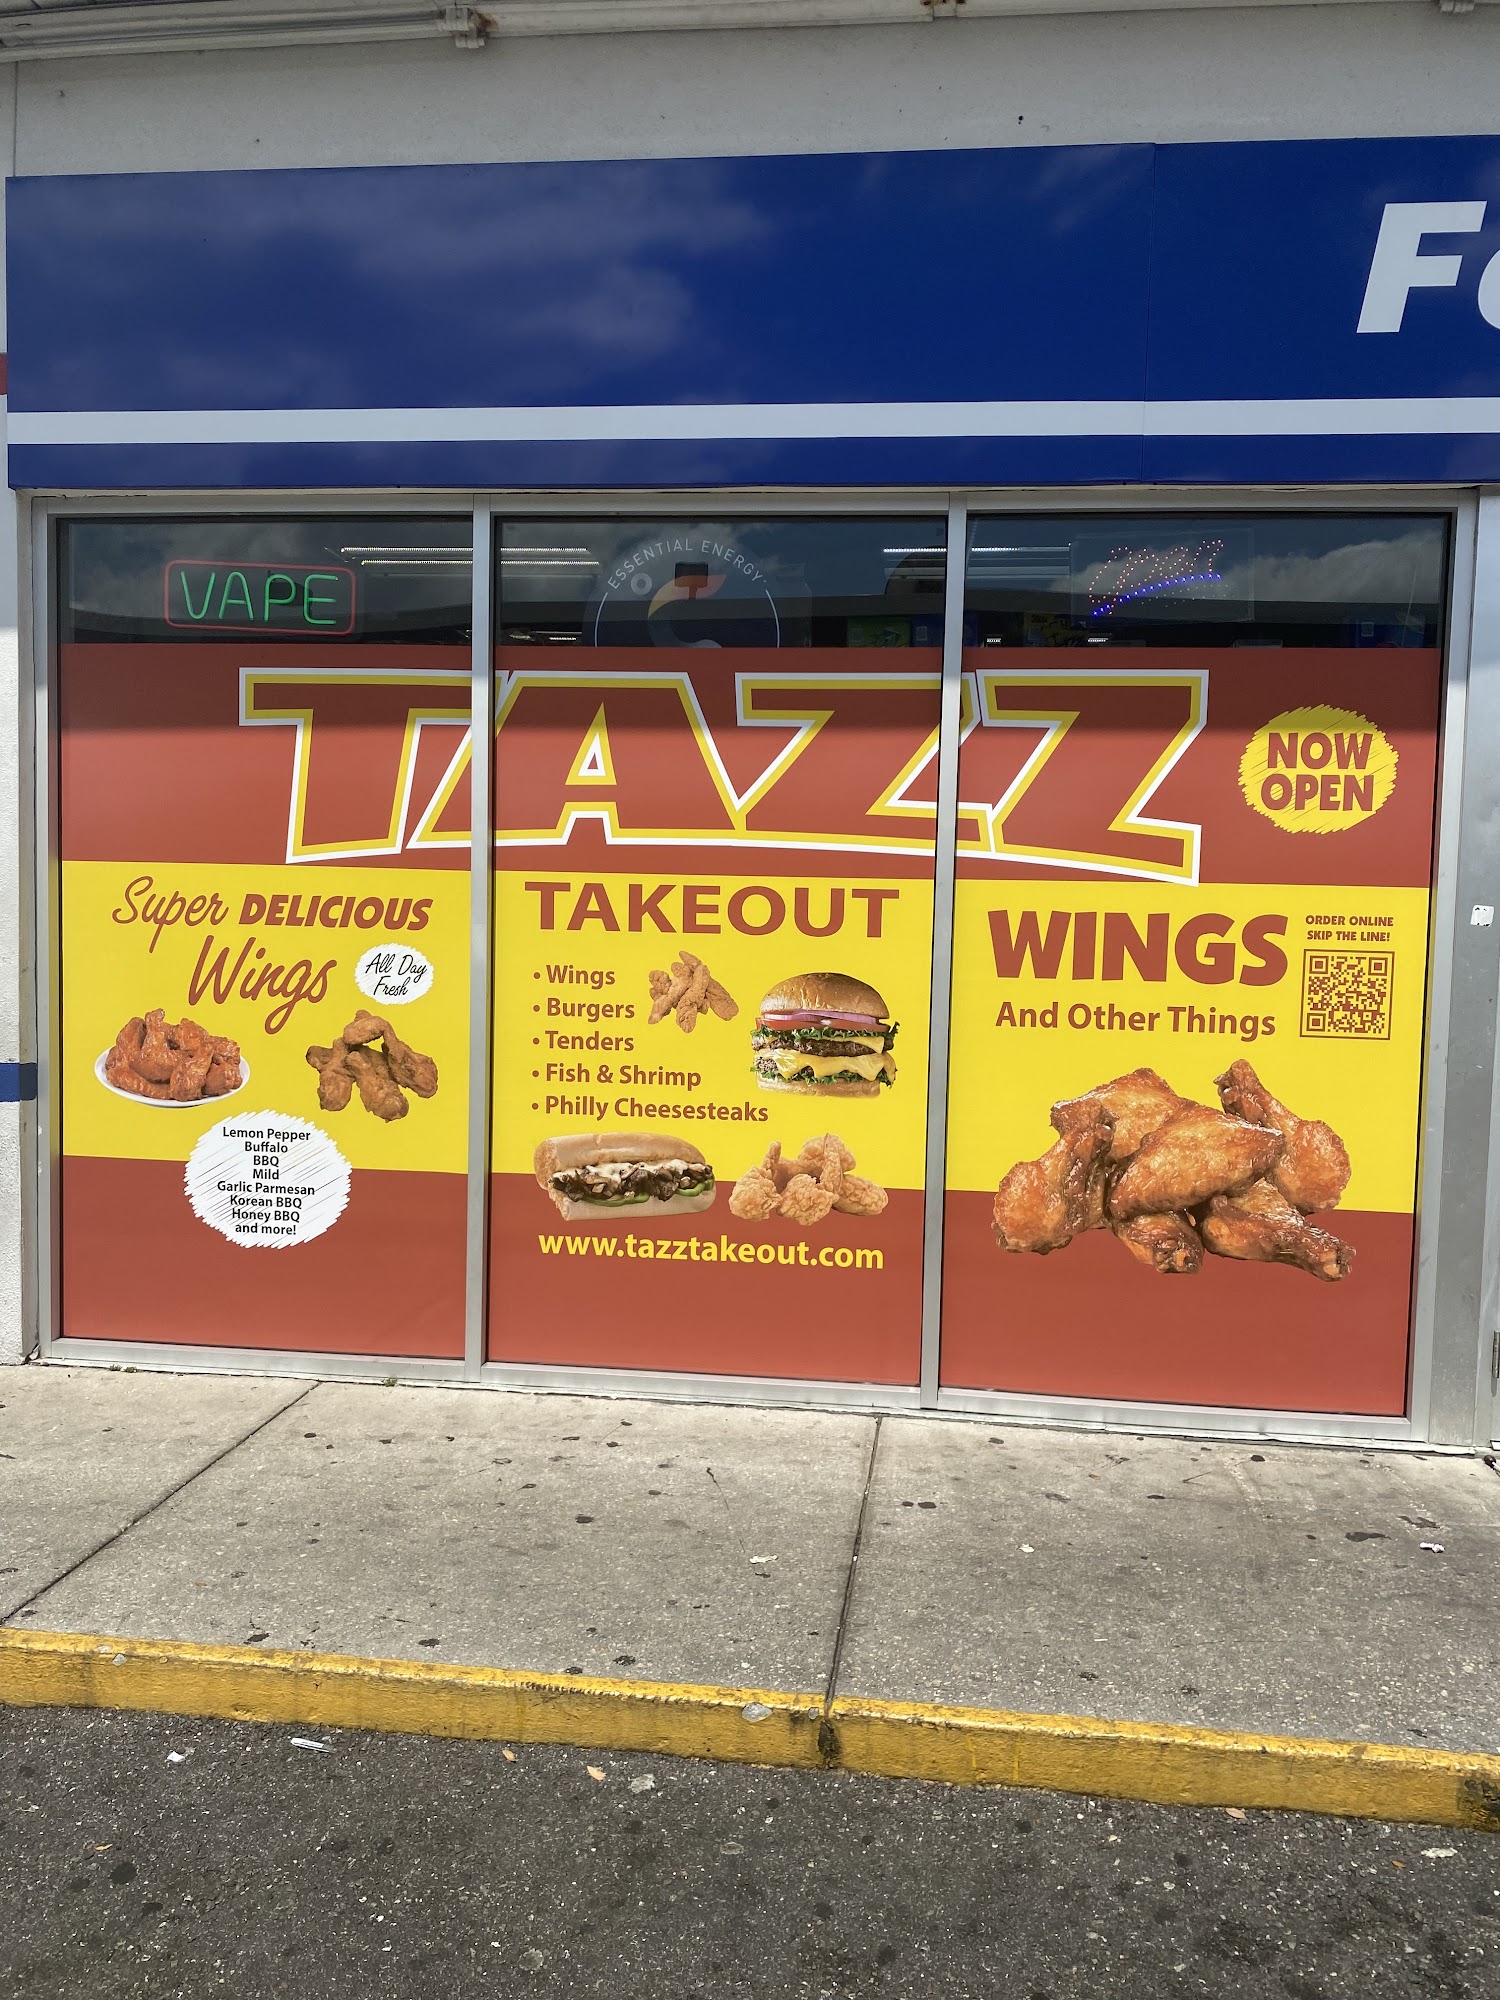 VAPE
ESSENTIAL ENERGY
open
TAZZ
NOW
OPEN
Super DELICIOUS
Wings
All Day
Fresh
Lemon Pepper
Buffalo
BBQ
Mild
Garlic Parmesan
Korean BBQ
Honey BBQ
and more!
TAKEOUT
• Wings
• Burgers
• Tenders
• Fish & Shrimp
• Philly Cheesesteaks
www.tazztakeout.com
WINGS
And Other Things
ORDER ONLINE
SKIP THE LINE!